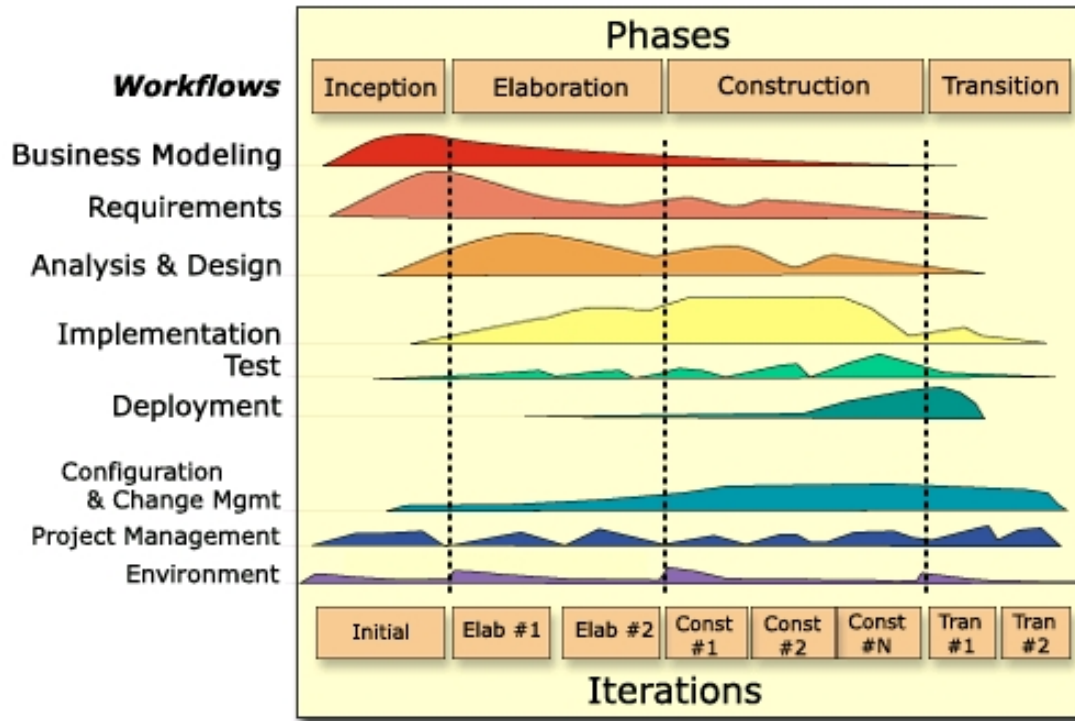 Phases
Workflows
Inception
Elaboration
Construction
Transition
Business Modeling
Requirements
Analysis & Design
Implementation
Test
Deployment
Configuration
& Change Mgmt
Project Management
Environment
Initial
Elab #1
Elab #2
Const
#1
Const
#2
Const
#N
Tran
#1
Tran
#2
Iterations